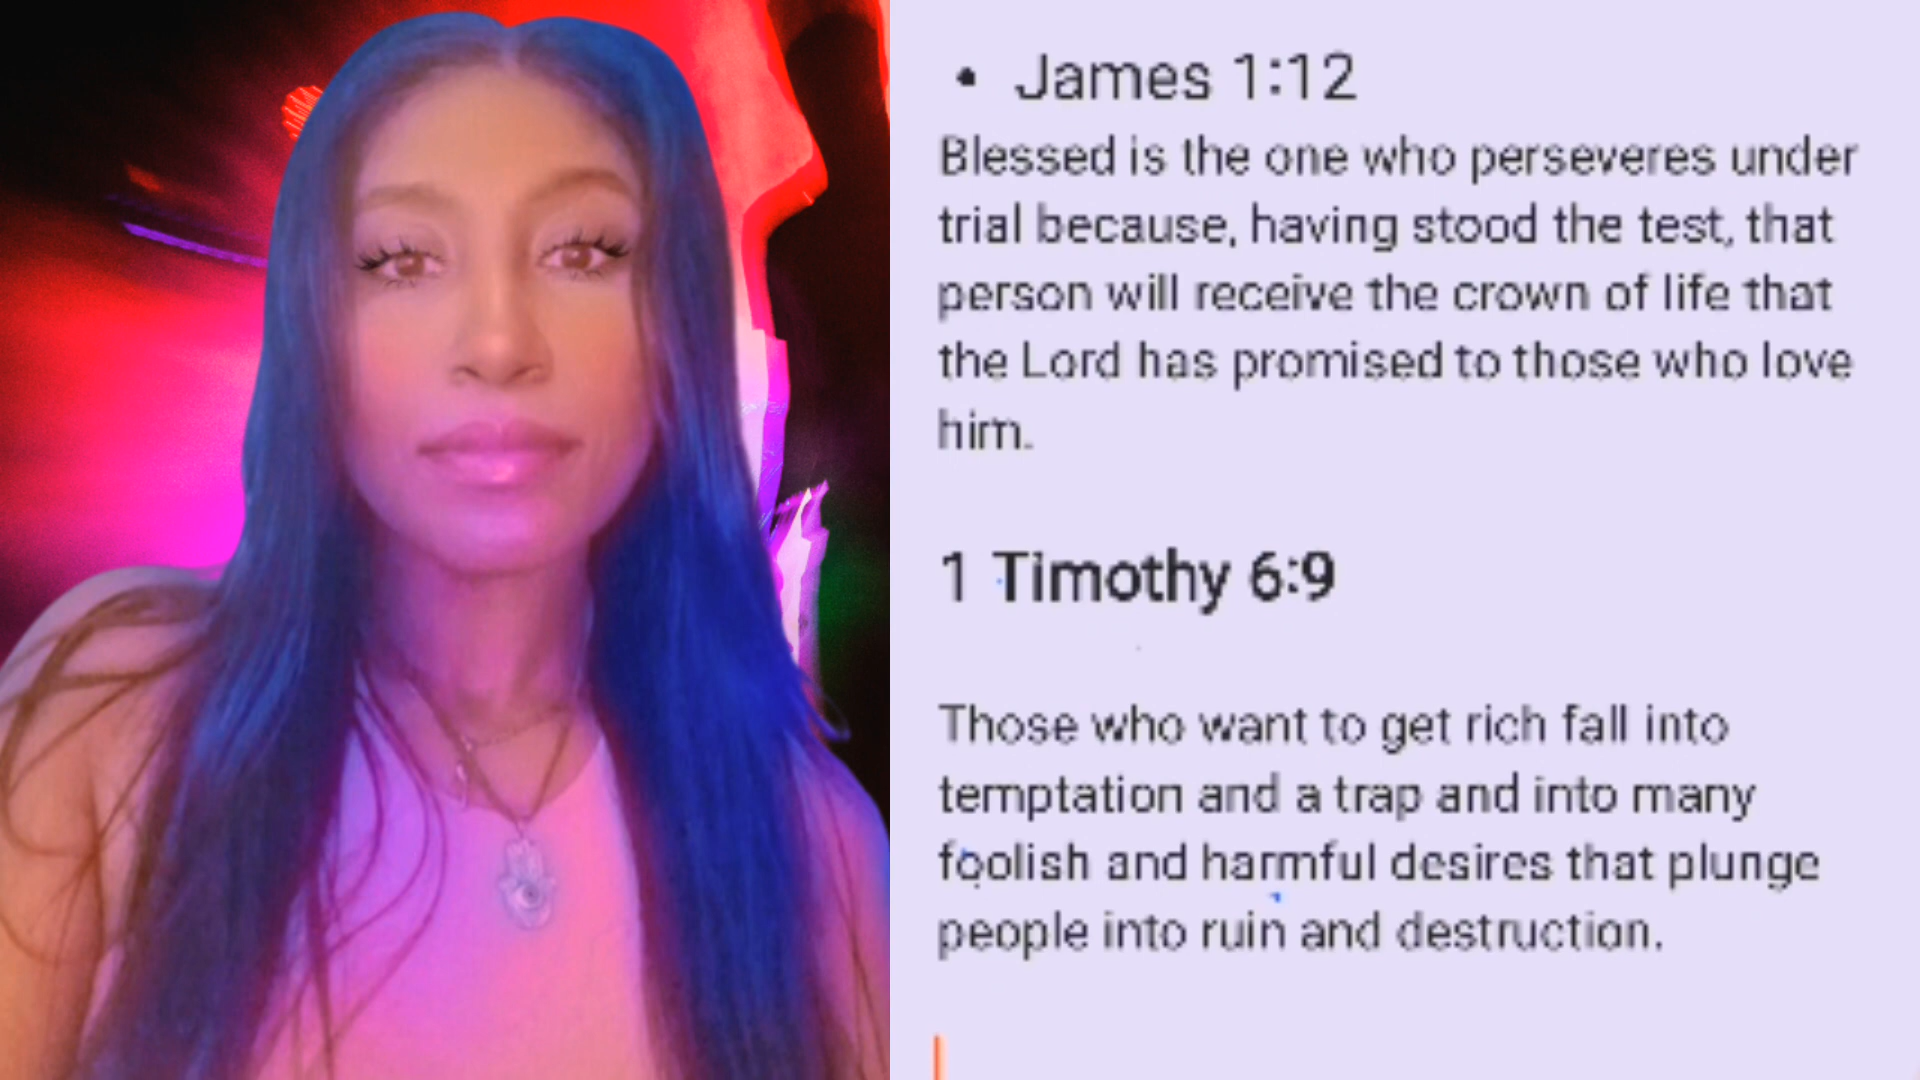 • James 1:12
Blessed is the one who perseveres under
trial because, having stood the test, that
person will receive the crown of life that
the Lord has promised to those who love
him.
1 Timothy 6:9
Those who want to get rich fall into
temptation and a trap and into many
foolish and harmful desires that plunge
people into ruin and destruction.